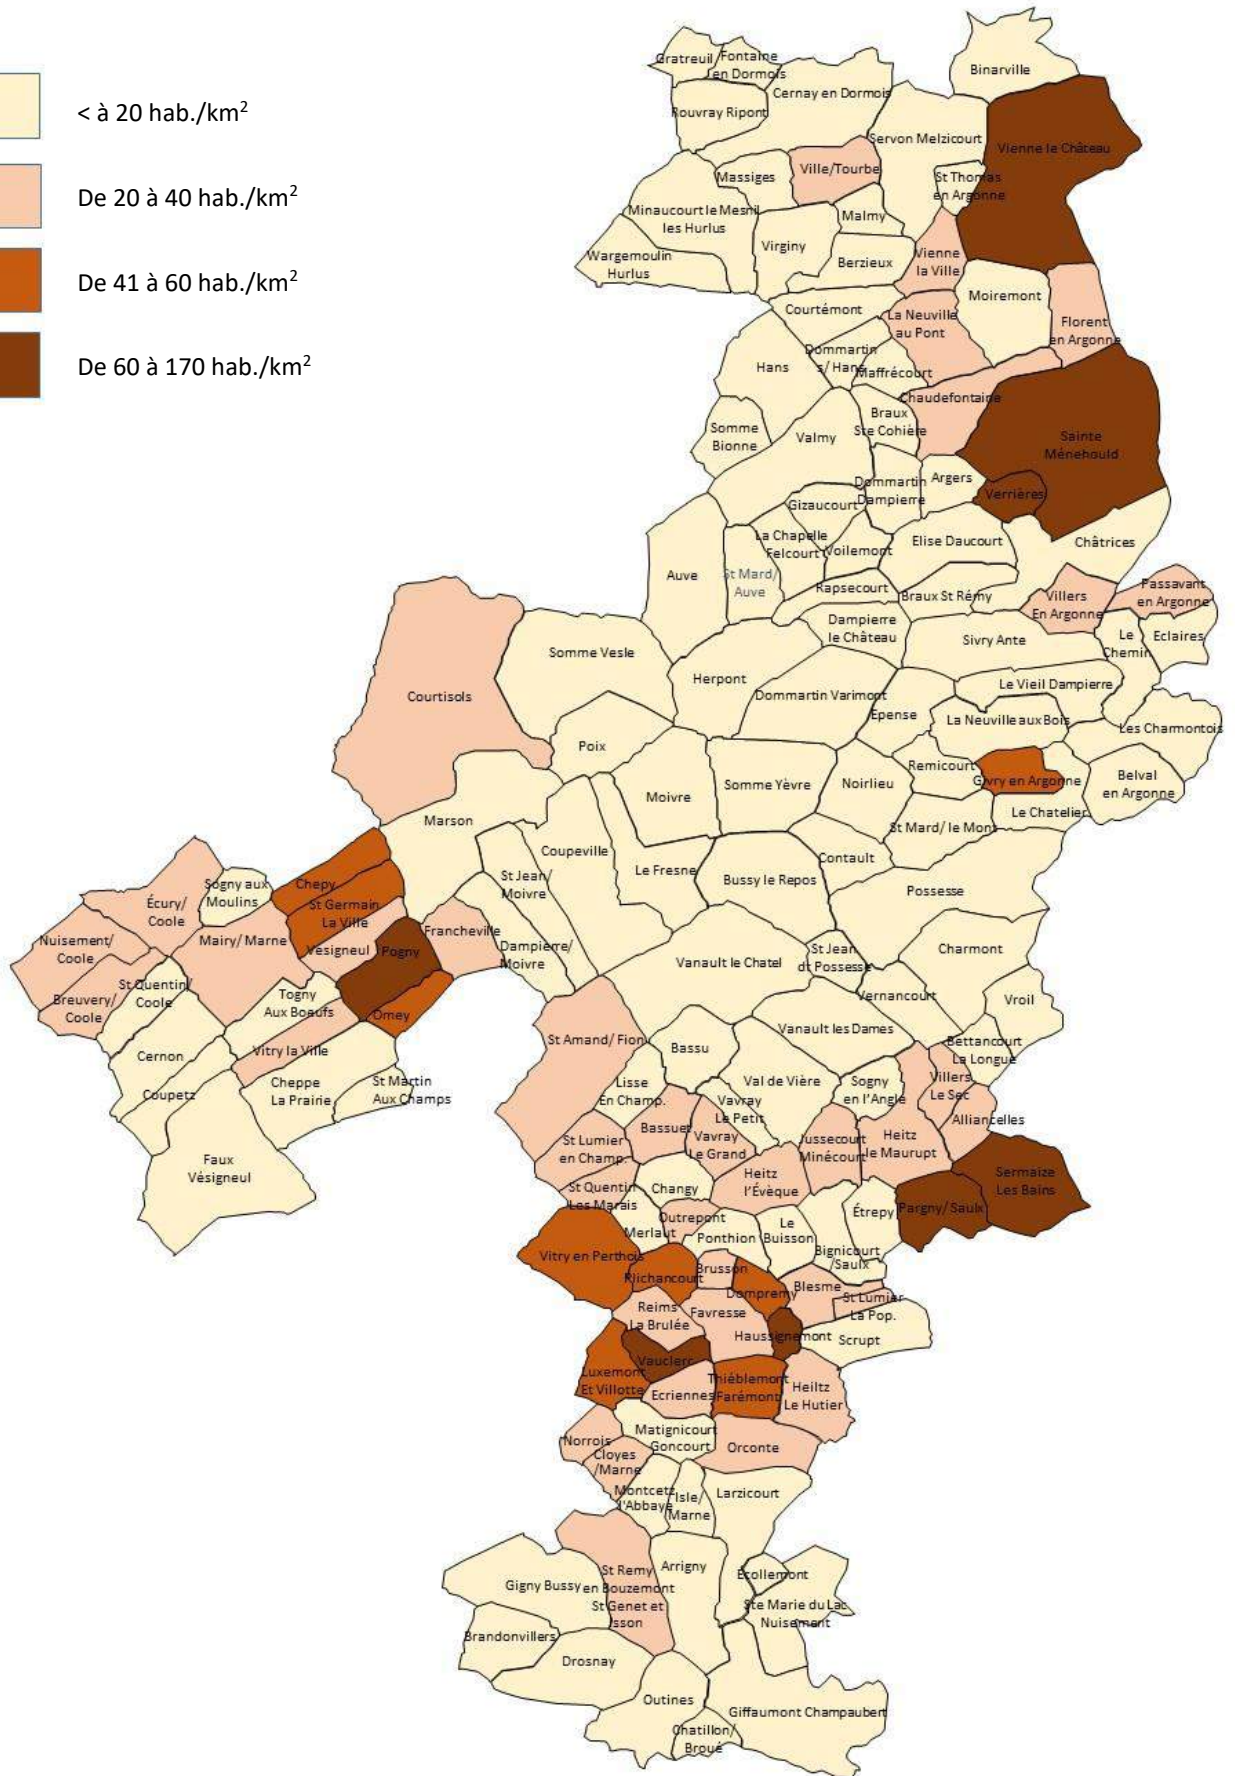 < à 20 hab./km²
De 20 à 40 hab./km²
De 41 à 60 hab./km²
De 60 à 170 hab./km²
Gratreuil
Fontaine
en Dormois
Binarville
Cernay en Dormois
Rouvray Ripont
Servon Melzicourt
Vienne le Château
Ville/Tourbe
Massiges
St Thomas
en Argonne
Minaucourt le Mesnil
les Hurlus
Malmy
Virginy
Wargemoulin
Hurlus
Berzieux
Vienne
la Ville
Moiremont
Courtémont
La Neuville
au Pont
Florent
en Argonne
Dommartin
s/ Hans
Hans
Maffrécourt
Chaudefontaine
Braux
Ste Cohière
Somme
Bionne
Valmy
Sainte
Ménehould
Dommartin
Dampierre
Argers
Verrières
Gizaucourt
La Chapelle
Felcourt
Voilemont
Elise Daucourt
Châtrices
Auve
St Mard/
Auve
Rapsecourt
Braux St Rémy
Villers
En Argonne
Passavant
en Argonne
Dampierre
le Château
Sivry Ante
Le
Chemin
Eclaires
Somme Vesle
Herpont
Dommartin Varimont
Le Vieil Dampierre
Courtisols
Epense
La Neuville aux Bois
Les Charmontois
Poix
Remicourt
Givry en Argonne
Belval
en Argonne
Moivre
Somme Yèvre
Noirlieu
Le Chatelier
Marson
St Mard/ le Mont
Coupeville
Contault
Le Fresne
Bussy le Repos
Possesse
St Jean/
Moivre
Chepy
Sogny aux
Moulins
Écury/
Coole
St Germain
La Ville
Francheville
Mairy/ Marne
Vesigneul
Pogny
Nuisement/
Coole
Dampierre/
Moivre
St Jean
dt Possesse
Charmont
Vanault le Chatel
St Quentin/
Coole
Togny
Aux Boeufs
Breuvery/
Coole
Omey
Vernancourt
Vroil
Vanault les Dames
St Amand/ Fion
Bassu
Bettancourt
La Longue
Vitry la Ville
Cernon
Cheppe
La Prairie
St Martin
Aux Champs
Coupetz
Lisse
En Champ.
Val de Vière
Sogny
en l'Angle
Villers
Le Sec
Vavray
Le Petit
Alliancelles
Bassuet
Vavray
Le Grand
St Lumier
en Champ.
Jussecourt
Minécourt
Heitz
le Maurupt
Faux
Vésigneul
Heitz
l'Évèque
Sermaize
Les Bains
St Quentin
Les Marais
Changy
Étrepy
Pargny/ Saulx
Outrepont
Merlaut
Ponthion
Le
Buisson
Bignicourt
/Saulx
Vitry en Perthois
Plichancourt
Brusson
Dompremy
Blesme
St Lumier
La Pop.
Reims
La Brulée
Favresse
Haussignemont
Scrupt
Vauclerc
Luxemont
Et Villotte
Ecriennes
Thiéblemont
Farémont
Heiltz
Le Hutier
Matignicourt
Goncourt
Norrois
Orconte
Cloyes
/Marne
Montcetz
l'Abbaye
Isle/
Marne
Larzicourt
St Remy
en Bouzemont
St Genet et
Isson
Arrigny
Ecollemont
Gigny Bussy
Ste Marie du Lac
Nuisement
Brandonvillers
Drosnay
Outines
Giffaumont Champaubert
Chatillon/
Broué